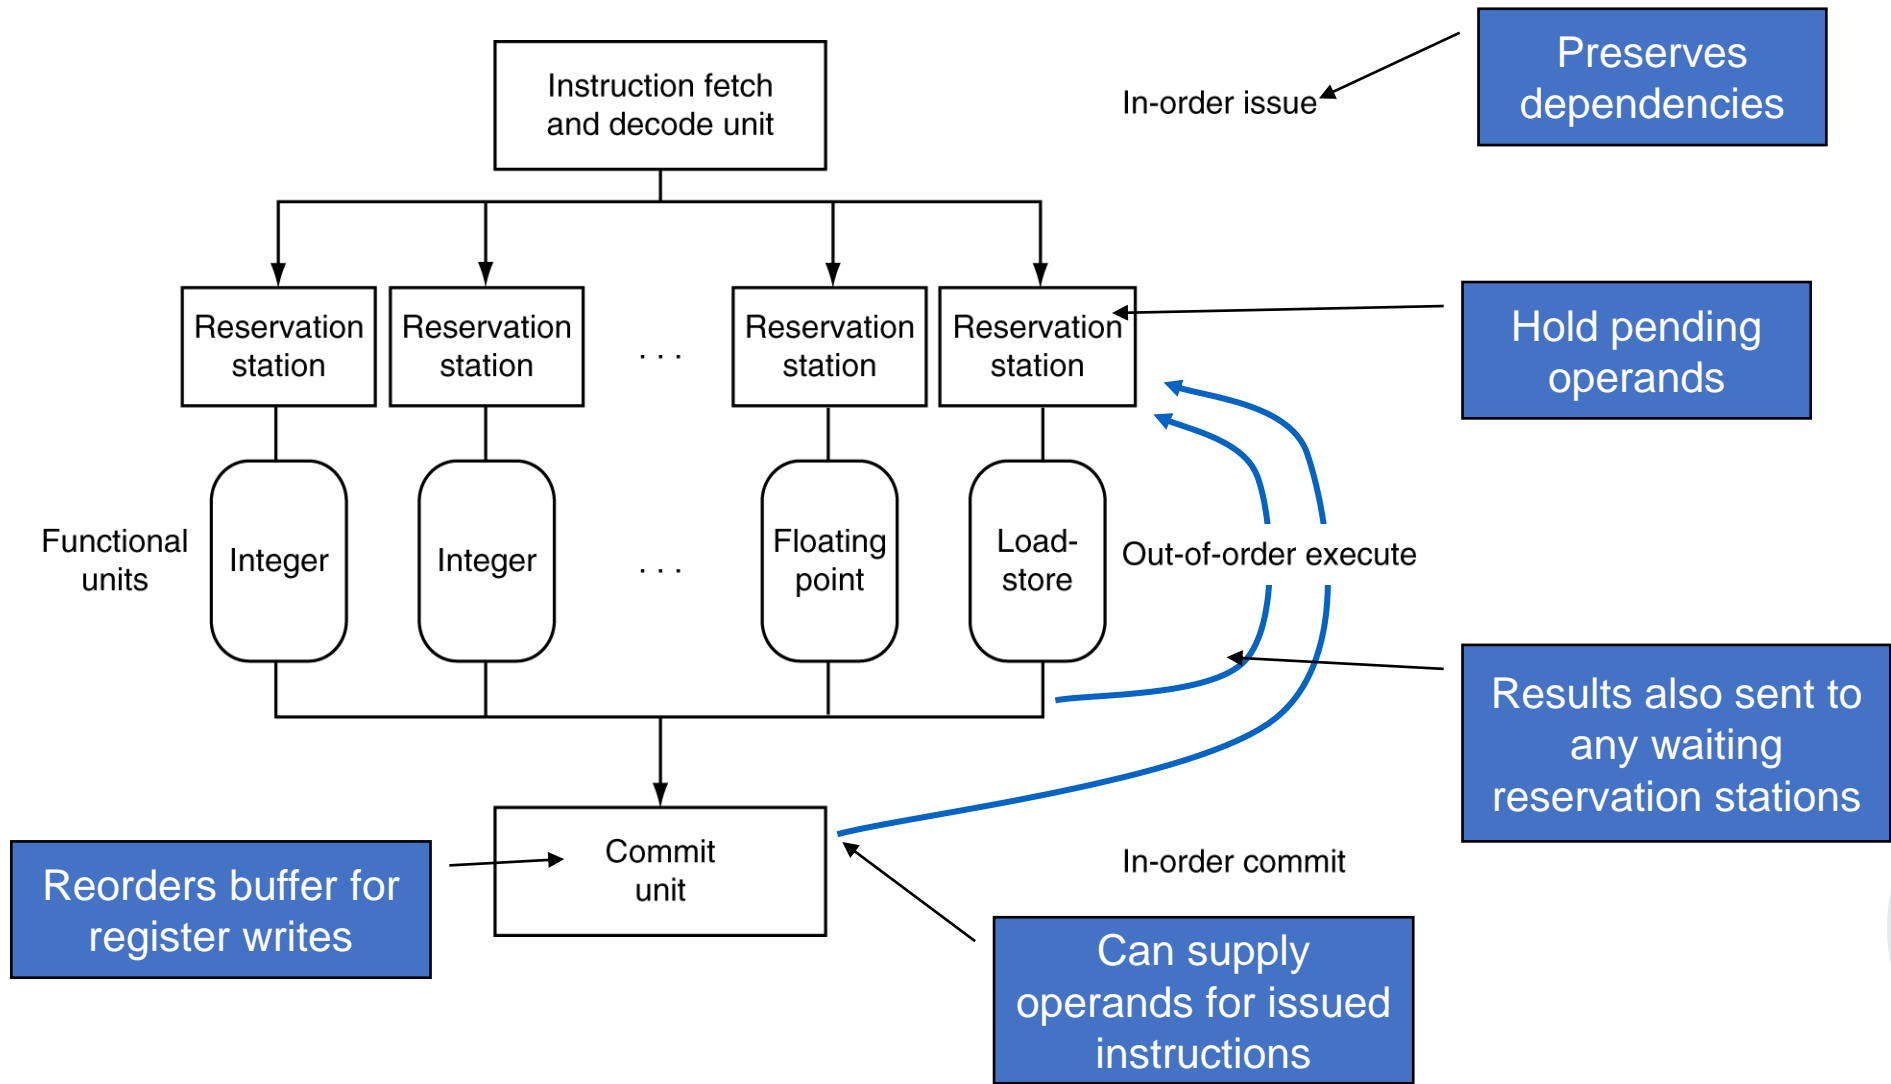 Instruction fetch
and decode unit
In-order issue
Preserves
dependencies
Reservation
station
Reservation
station
. . .
Reservation
station
Reservation
station
Hold pending
operands
Functional
units
Integer
Integer
. . .
Floating
point
Load-
store
Out-of-order execute
Results also sent to
any waiting
reservation stations
Commit
unit
In-order commit
Reorders buffer for
register writes
Can supply
operands for issued
instructions